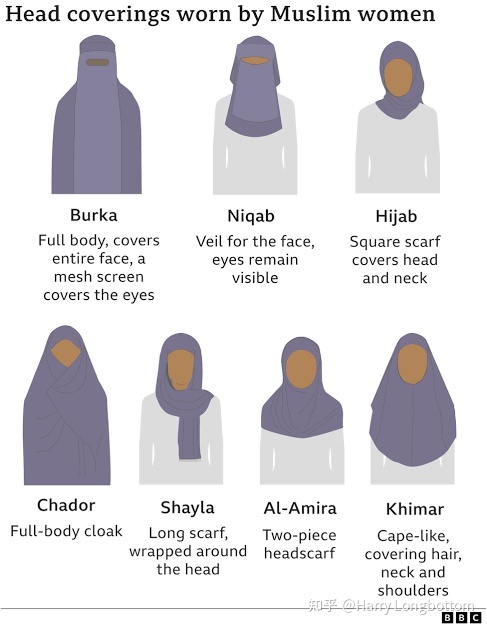 Head coverings worn by Muslim women
Burka
Full body, covers
entire face, a
mesh screen
covers the eyes
Niqab
Veil for the face,
eyes remain
visible
Hijab
Square scarf
covers head
and neck
Chador
Full-body cloak
Shayla
Long scarf,
wrapped around
the head
Al-Amira
Two-piece
headscarf
Khimar
Cape-like,
covering hair,
neck and
shoulders
知乎 @Harry Longbottom
BBC